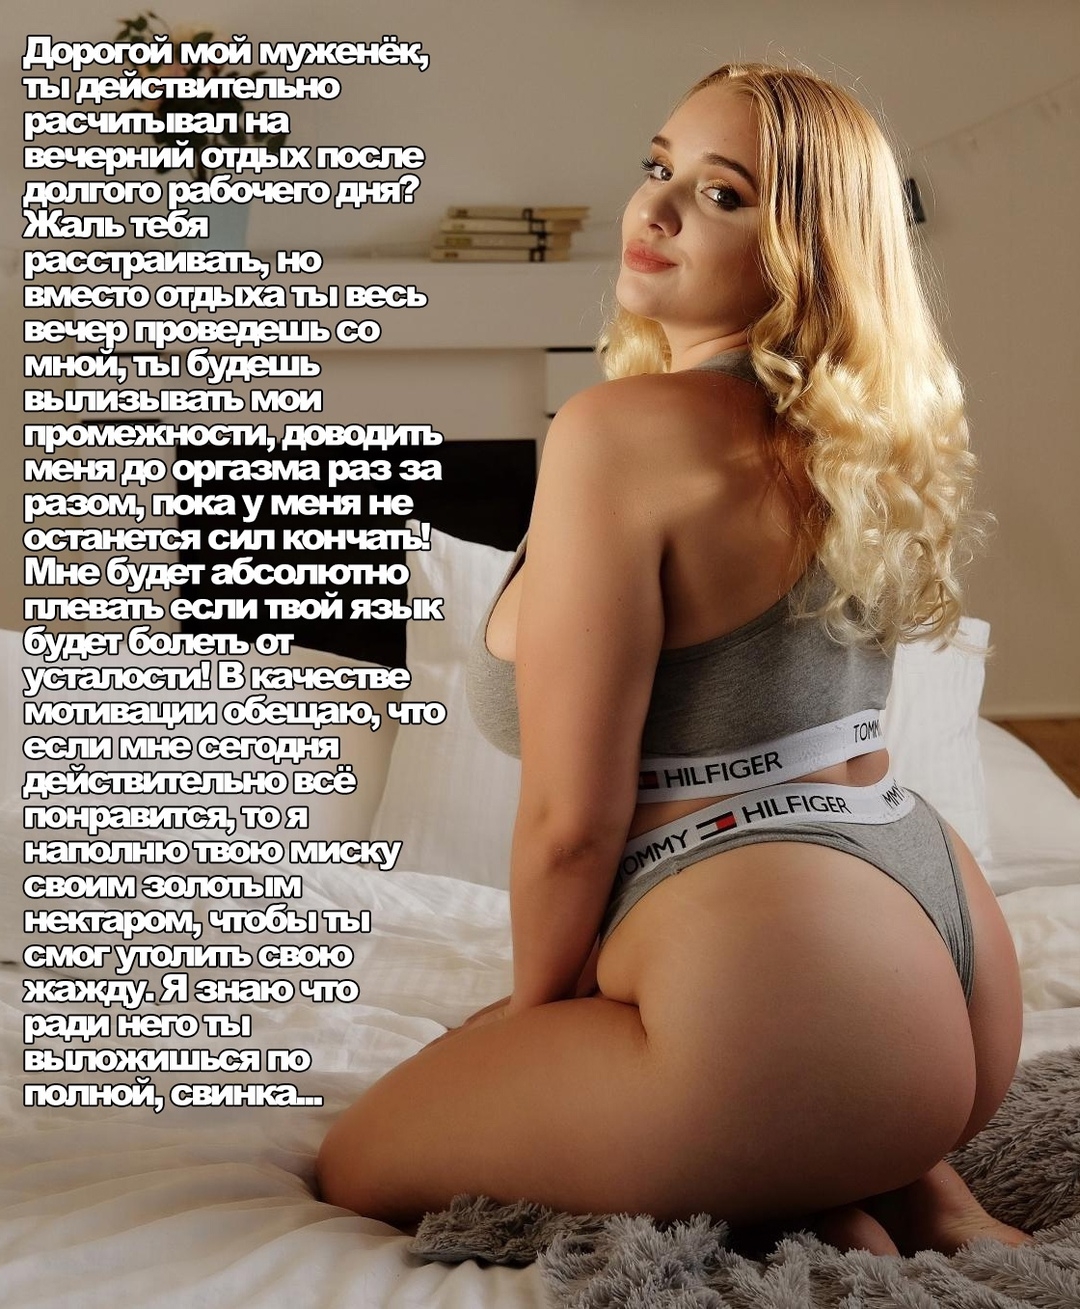 Дорогой мой муженёк,
ты действительно
расчитывал на
вечерний отдых после
долгого рабочего дня?
Жаль тебя
расстраивать, но
вместо отдыха ты весь
вечер проведешь со
мной, ты будешь
вылизывать мои
промежности, доводить
меня до оргазма раз за
разом, пока у меня не
останется сил кончать!
Мне будет абсолютно
плевать если твой язык
будет болеть от
усталости! В качестве
мотивации обещаю, что
если мне сегодня
действительно всё
понравится, то я
наполню твою миску
своим золотым
нектаром, чтобы ты
смог утолить свою
жажду. Я знаю что
ради него ты
выложишься по
полной, свинка...
HILFIGER TOMM
OMMY HILFIGER MMY